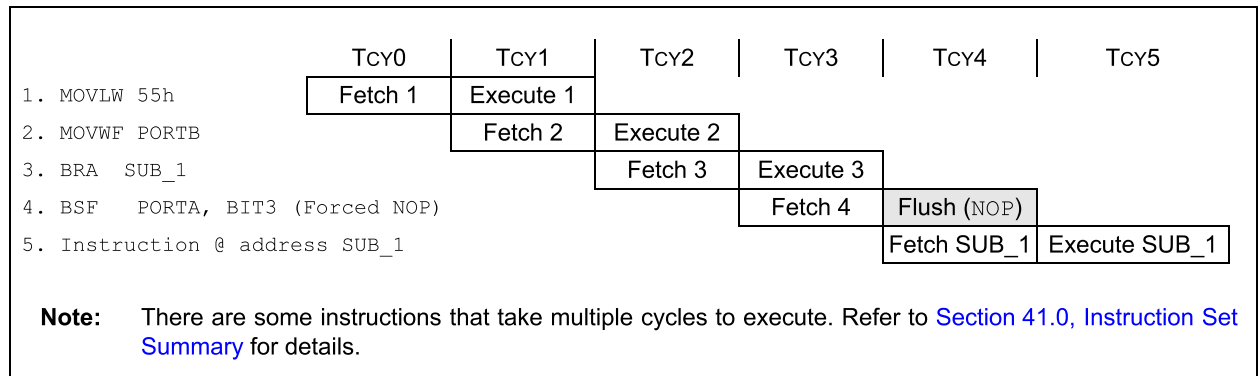 TCY0 TCY1 TCY2 TCY3 TCY4 TCY5
1. MOVLW 55h Fetch 1 Execute 1
2. MOVWF PORTB Fetch 2 Execute 2
3. BRA SUB_1 Fetch 3 Execute 3
4. BSF PORTA, BIT3 (Forced NOP) Fetch 4 Flush (NOP)
5. Instruction @ address SUB_1 Fetch SUB_1 Execute SUB_1
Note: There are some instructions that take multiple cycles to execute. Refer to Section 41.0, Instruction Set
Summary for details.